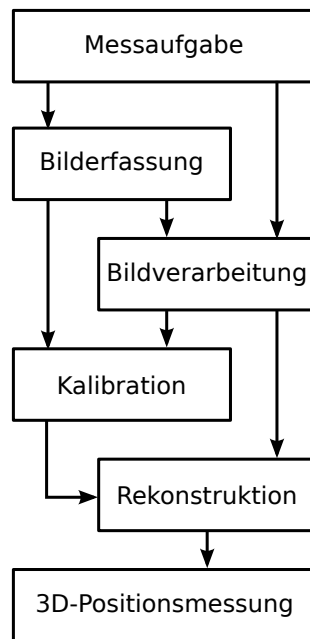 Messaufgabe
Bilderfassung
Bildverarbeitung
Kalibration
Rekonstruktion
3D-Positionsmessung